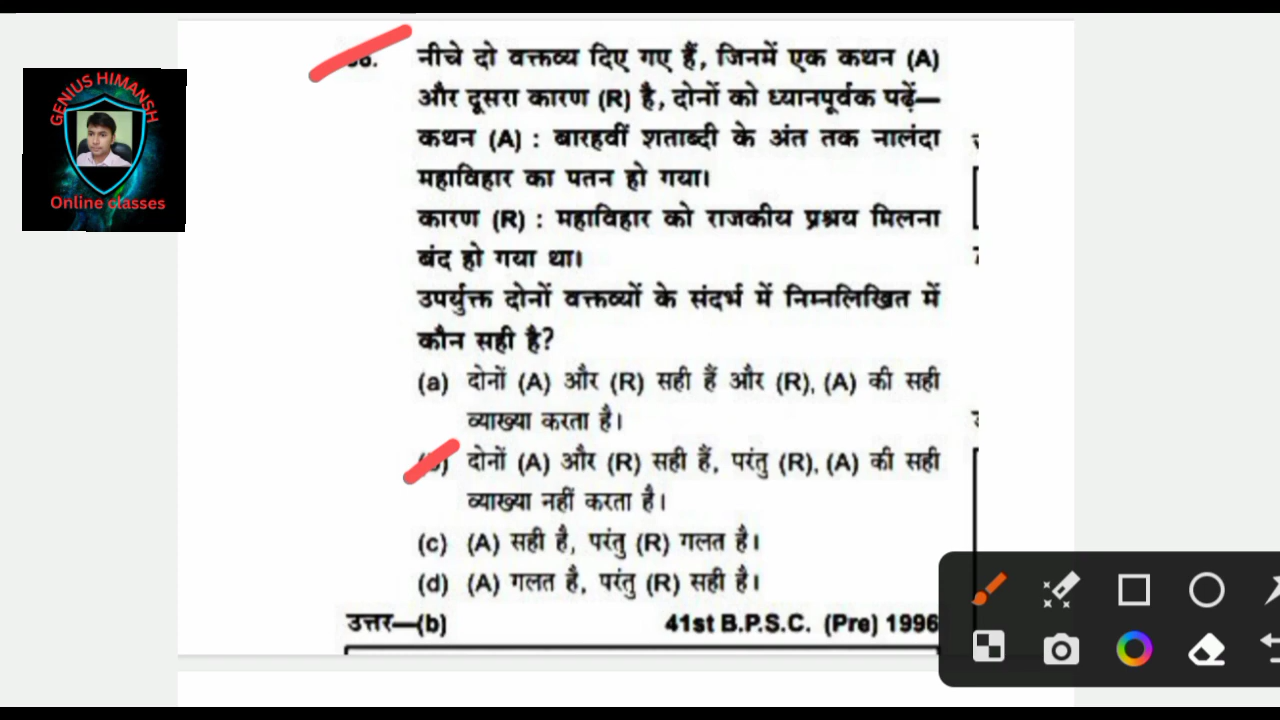 GENIUS HIMANSH
Online classes
नीचे दो वक्तव्य दिए गए हैं, जिनमें एक कथन (A)
और दूसरा कारण (R) है, दोनों को ध्यानपूर्वक पढ़ें—
कथन (A) : बारहवीं शताब्दी के अंत तक नालंदा
महाविहार का पतन हो गया।
कारण (R) : महाविहार को राजकीय प्रश्रय मिलना
बंद हो गया था।
उपर्युक्त दोनों वक्तव्यों के संदर्भ में निम्नलिखित में
कौन सही है?
(a) दोनों (A) और (R) सही हैं और (R), (A) की सही
व्याख्या करता है।
दोनों (A) और (R) सही हैं, परंतु (R), (A) की सही
व्याख्या नहीं करता है।
(c) (A) सही है, परंतु (R) गलत है।
(d) (A) गलत है, परंतु (R) सही है।
उत्तर—(b) 41st B.P.S.C. (Pre) 1996